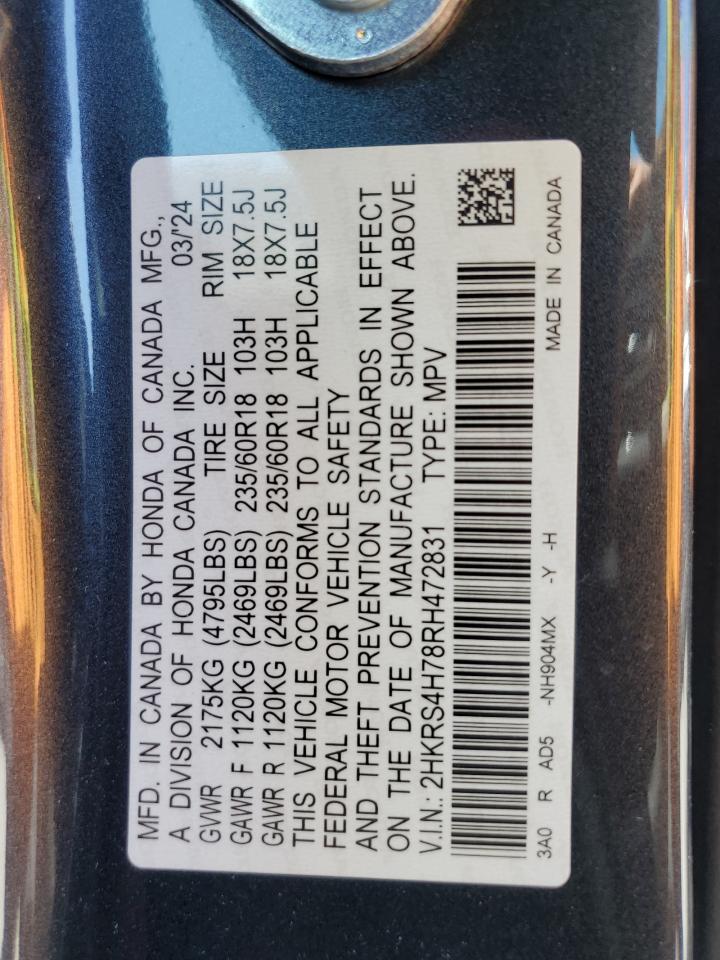 MFD. IN CANADA BY HONDA OF CANADA MFG.,
A DIVISION OF HONDA CANADA INC. 03/'24
GVWR 2175KG (4795LBS) TIRE SIZE RIM SIZE
GAWR F 1120KG (2469LBS) 235/60R18 103H 18X7.5J
GAWR R 1120KG (2469LBS) 235/60R18 103H 18X7.5J
THIS VEHICLE CONFORMS TO ALL APPLICABLE
FEDERAL MOTOR VEHICLE SAFETY
AND THEFT PREVENTION STANDARDS IN EFFECT
ON THE DATE OF MANUFACTURE SHOWN ABOVE.
V.I.N.: 2HKRS4H78RH472831 TYPE: MPV
3A0 R AD5 -NH904MX -Y -H MADE IN CANADA